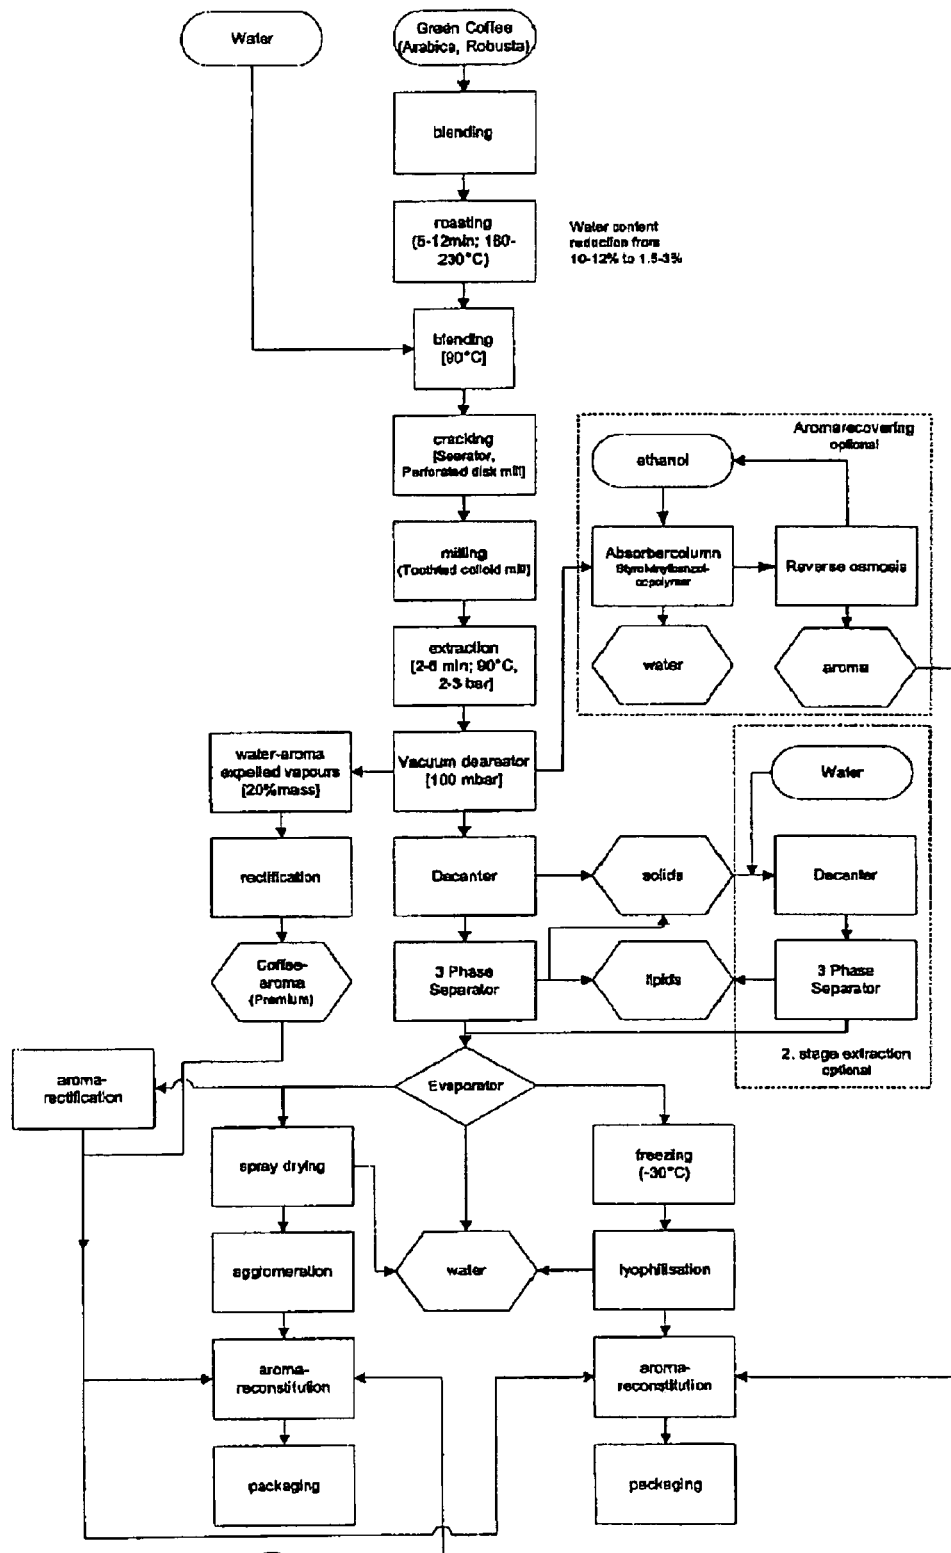 Water
Green Coffee
(Arabica, Robusta)
blending
roasting
(5-12min; 180-
230°C)
Water content
reduction from
10-12% to 1.5-3%
blending
[90°C]
cracking
Perforated disk mill]
Aromarecovering
optional
ethanol
milling
(Toothted colloid mill)
Absorbercolumn
copolymer
Reverse osmosis
extraction
[2-6 min; 90°C,
2-3 bar]
water
aroma
water-aroma
expelled vapours
[20%mass]
Vacuum deareator
[100 mbar]
Water
rectification
Decanter
solids
Decanter
Coffee-
aroma
(Premium)
3 Phase
Separator
lipids
3 Phase
Separator
2. stage extraction
optional
aroma-
rectification
Evaporator
spray drying
freezing
(-30°C)
agglomeration
water
lyophilisation
aroma-
reconstitution
aroma-
reconstitution
packaging
packaging